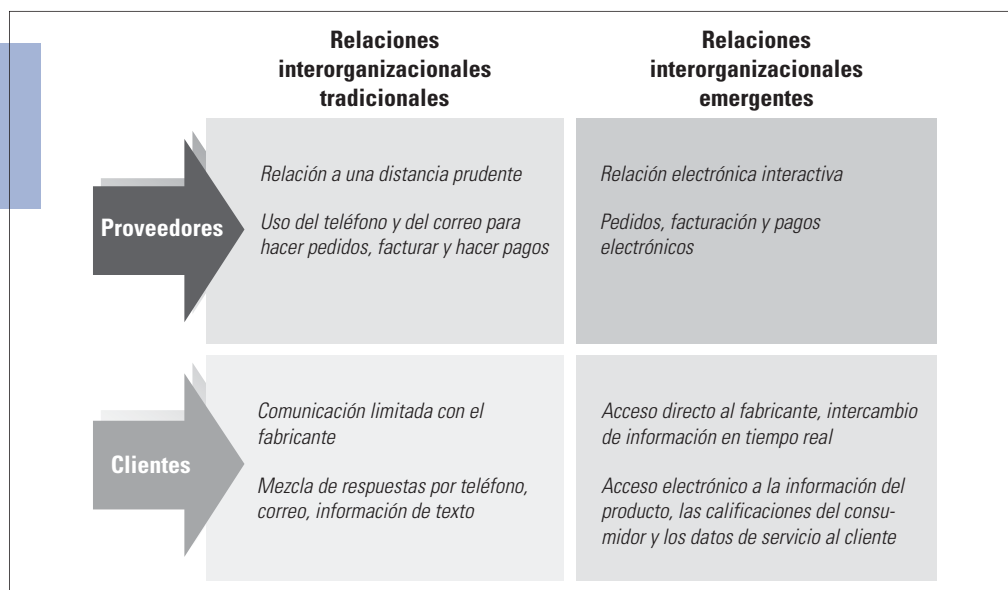 Relaciones
interorganizacionales
tradicionales
Relaciones
interorganizacionales
emergentes
Proveedores
Relación a una distancia prudente
Uso del teléfono y del correo para
hacer pedidos, facturar y hacer pagos
Relación electrónica interactiva
Pedidos, facturación y pagos
electrónicos
Clientes
Comunicación limitada con el
fabricante
Mezcla de respuestas por teléfono,
correo, información de texto
Acceso directo al fabricante, intercambio
de información en tiempo real
Acceso electrónico a la información del
producto, las calificaciones del consu-
midor y los datos de servicio al cliente